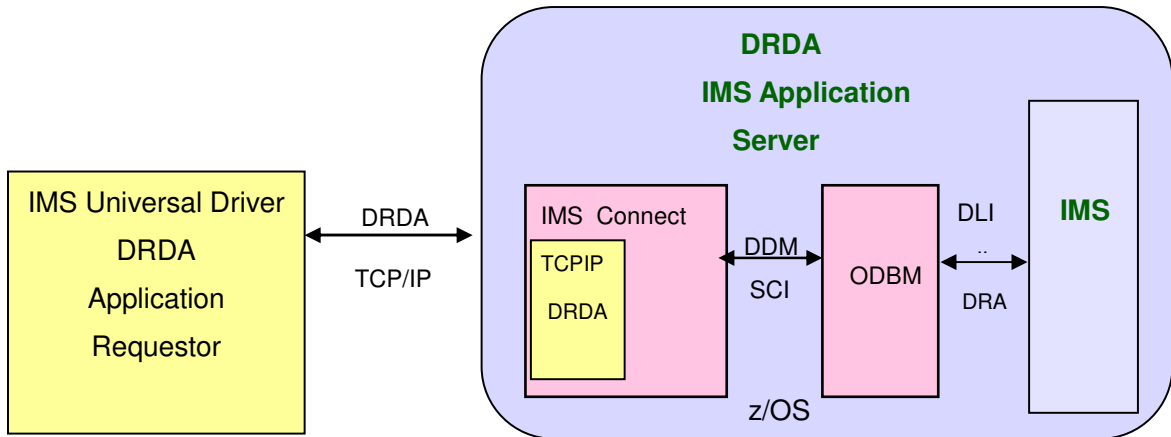 DRDA
IMS Application
Server
IMS Universal Driver
DRDA
Application
Requestor
DRDA
TCP/IP
IMS Connect
TCPIP
DRDA
DDM
SCI
ODBM
DLI
..
DRA
IMS
z/OS